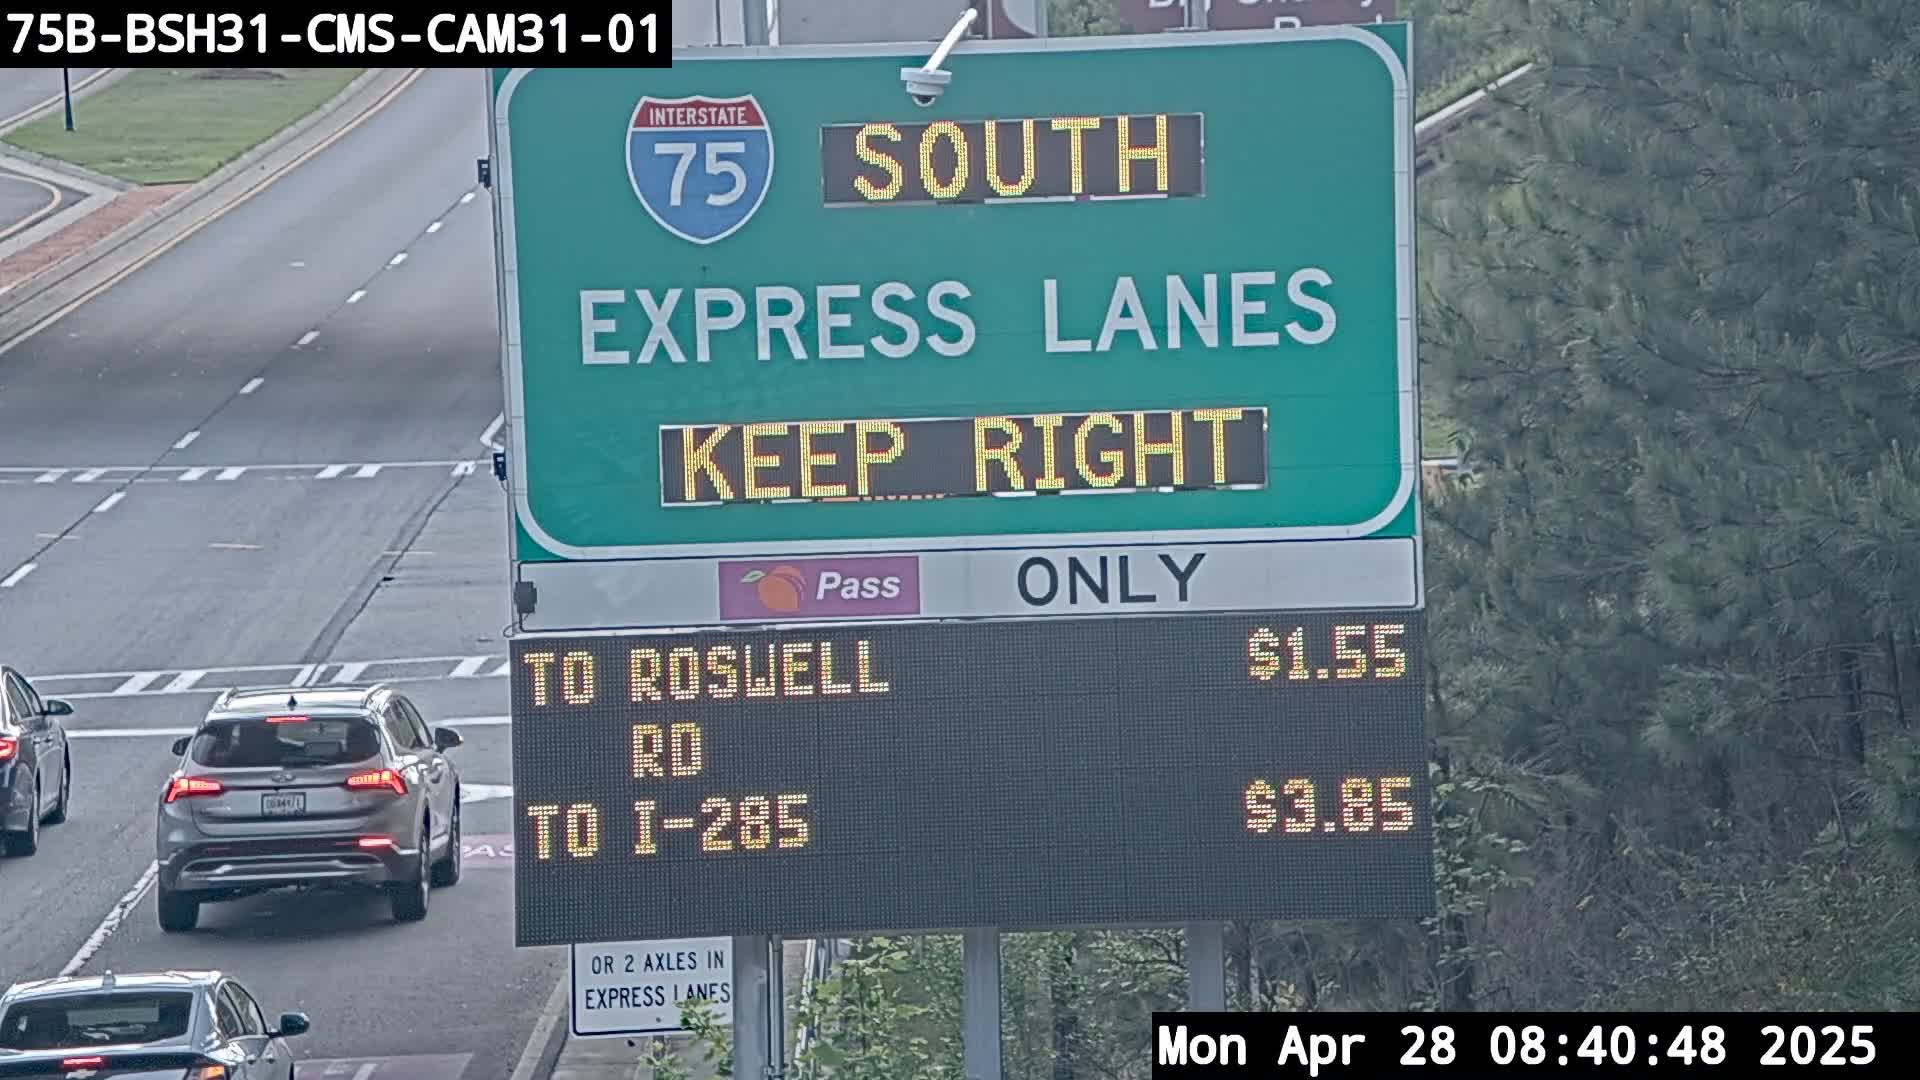 75B-BSH31-CMS-CAM31-01
INTERSTATE
75
SOUTH
EXPRESS LANES
KEEP RIGHT
Pass ONLY
TO ROSWELL $1.55
RD
TO I-285 $3.85
OR 2 AXLES IN
EXPRESS LANES
Mon Apr 28 08:40:48 2025